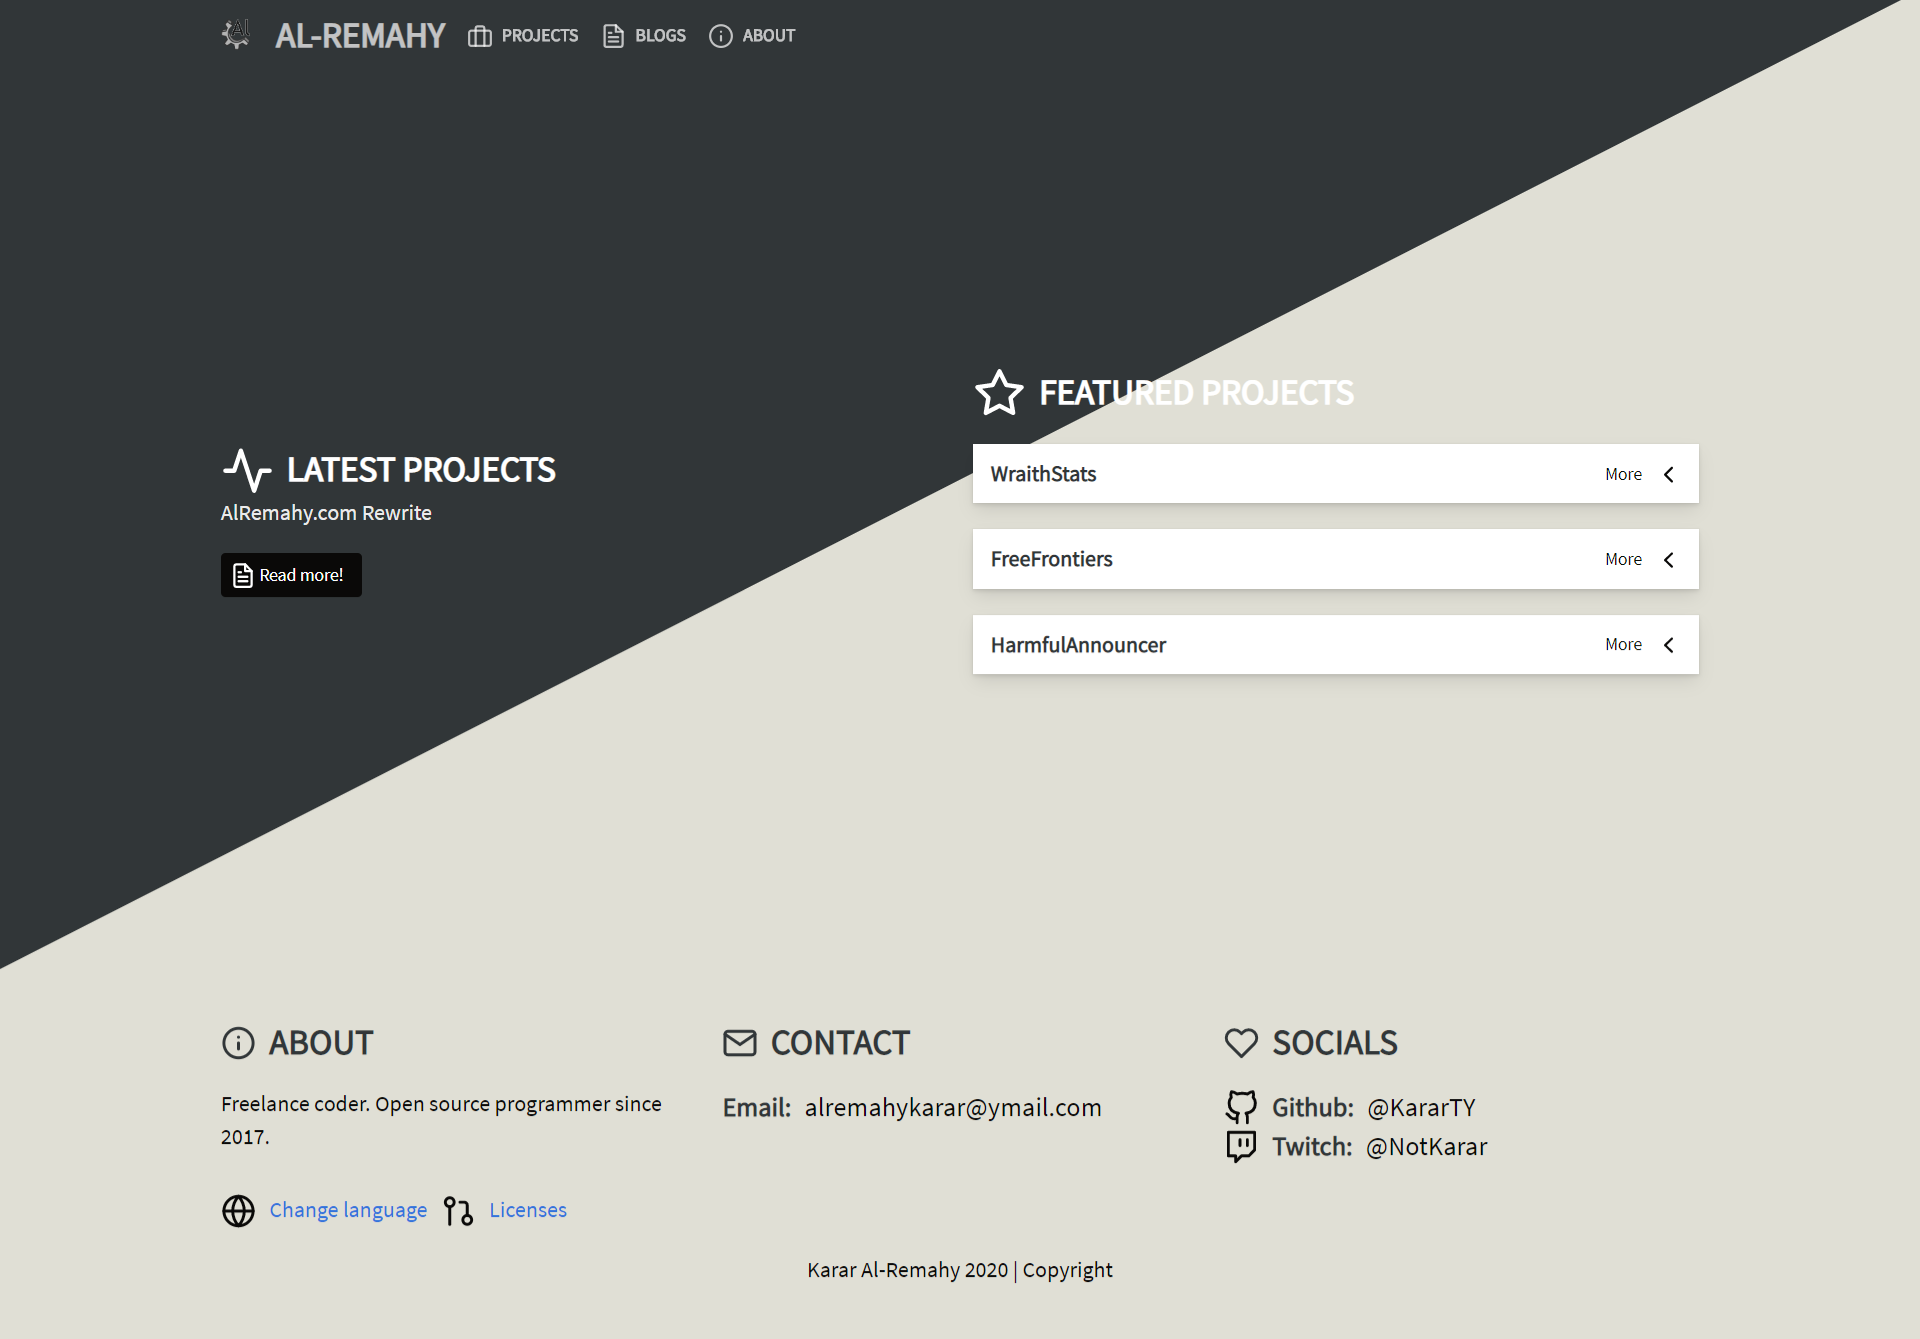 AL-REMAHY PROJECTS BLOGS ABOUT
LATEST PROJECTS
AlRemahy.com Rewrite
Read more!
FEATURED PROJECTS
WraithStats More
FreeFrontiers More
HarmfulAnnouncer More
ABOUT
Freelance coder. Open source programmer since
2017.
Change language Licenses
CONTACT
Email: alremahykarar@ymail.com
SOCIALS
Github: @KararTY
Twitch: @NotKarar
Karar Al-Remahy 2020 | Copyright